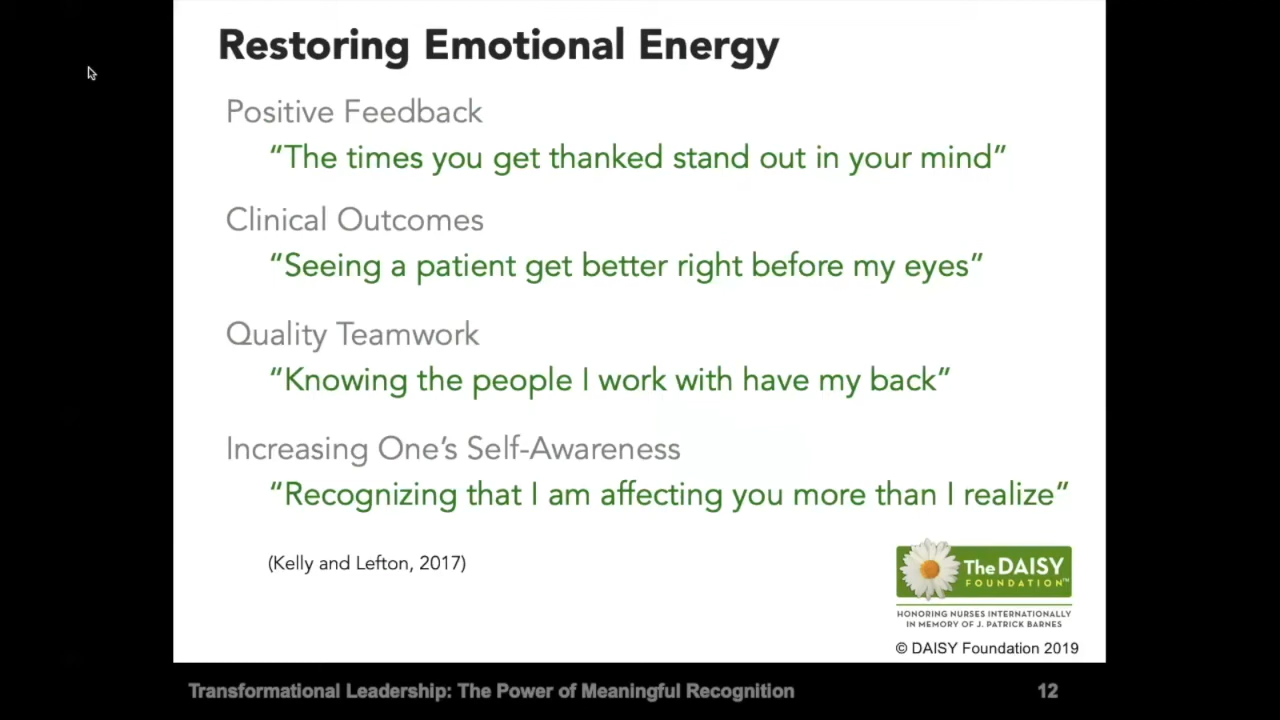 Restoring Emotional Energy
Positive Feedback
“The times you get thanked stand out in your mind”
Clinical Outcomes
“Seeing a patient get better right before my eyes”
Quality Teamwork
“Knowing the people I work with have my back”
Increasing One’s Self-Awareness
“Recognizing that I am affecting you more than I realize”
(Kelly and Lefton, 2017)
The DAISY
FOUNDATION™
HONORING NURSES INTERNATIONALLY
IN MEMORY OF J. PATRICK BARNES
© DAISY Foundation 2019
Transformational Leadership: The Power of Meaningful Recognition 12